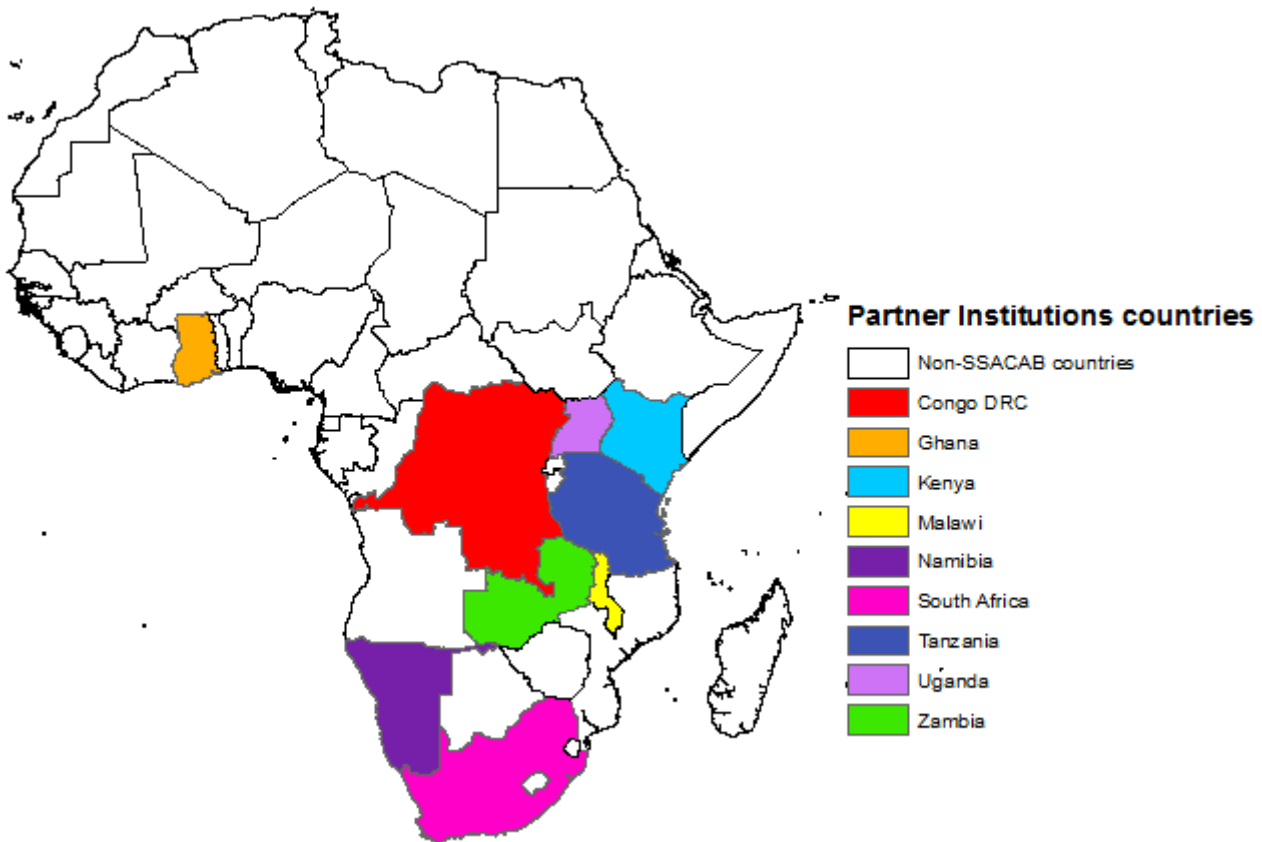 Partner Institutions countries
Non-SSACAB countries
Congo DRC
Ghana
Kenya
Malawi
Namibia
South Africa
Tanzania
Uganda
Zambia